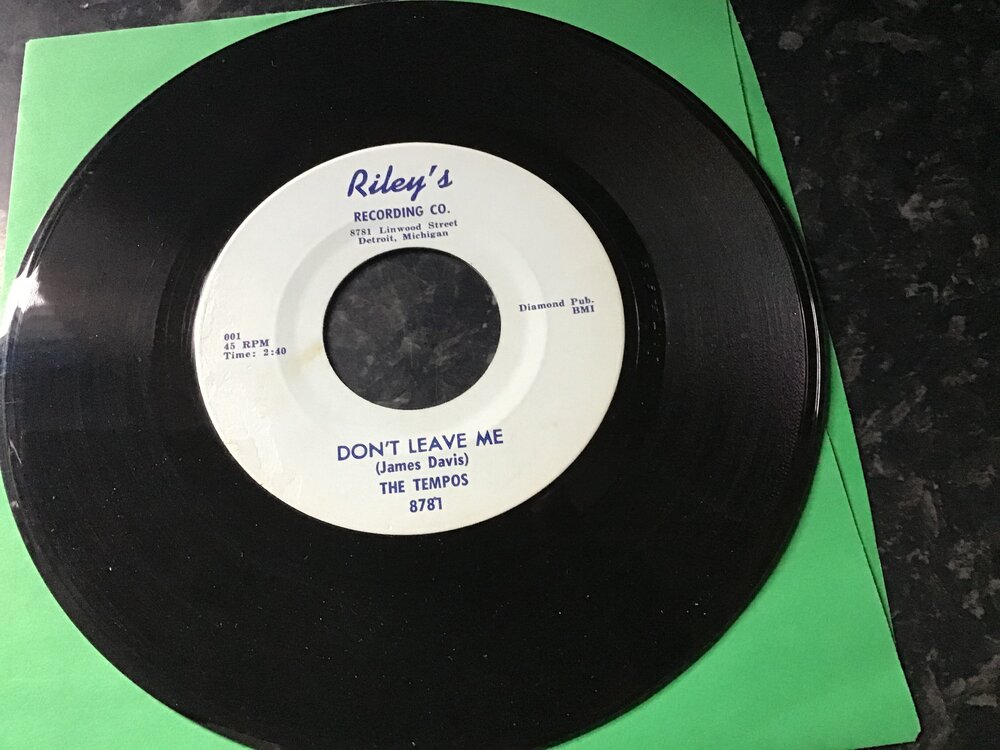 Riley's
RECORDING CO.
8781 Linwood Street
Detroit, Michigan
Diamond Pub.
BMI
001
45 RPM
Time: 2:40
DON'T LEAVE ME
(James Davis)
THE TEMPOS
8781